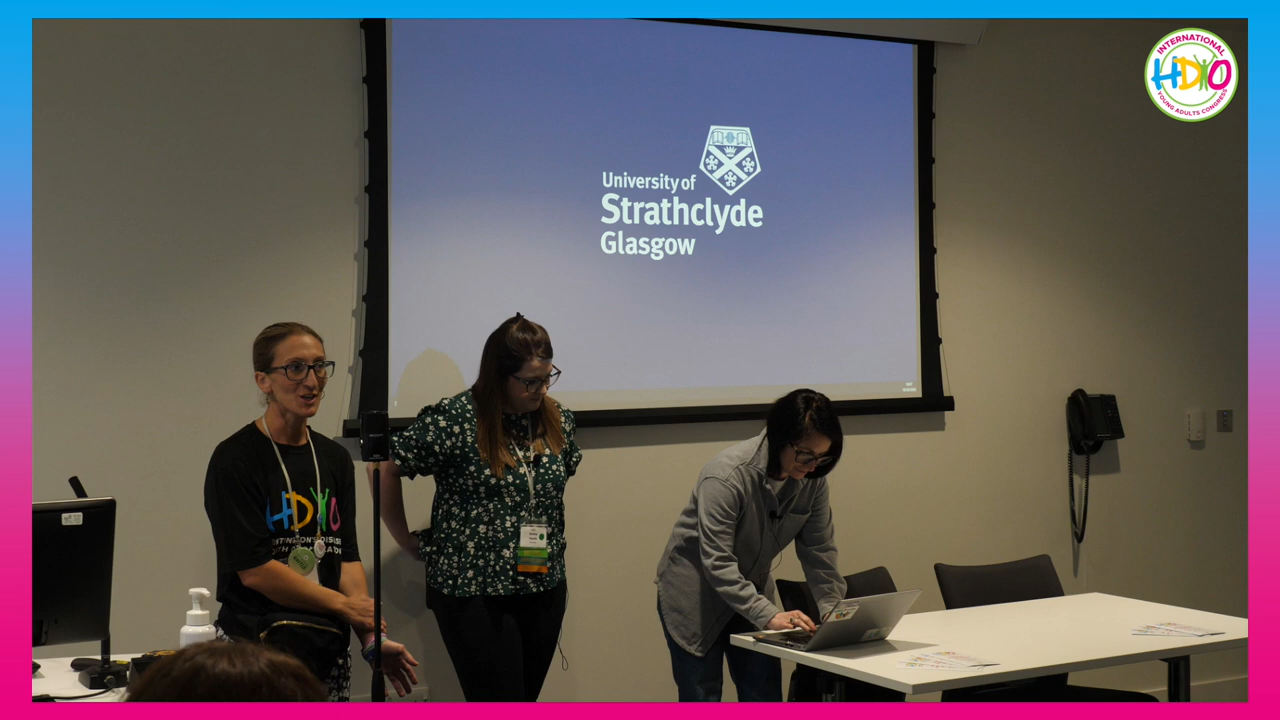 INTERNATIONAL
HDYO
YOUNG ADULTS CONGRESS
University of
Strathclyde
Glasgow
HDYO